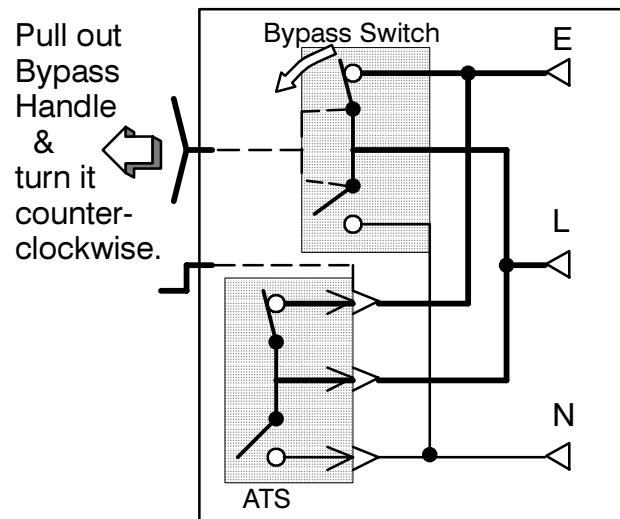 Pull out
Bypass
Handle
&
turn it
counter-
clockwise.
Bypass Switch
E
L
N
ATS